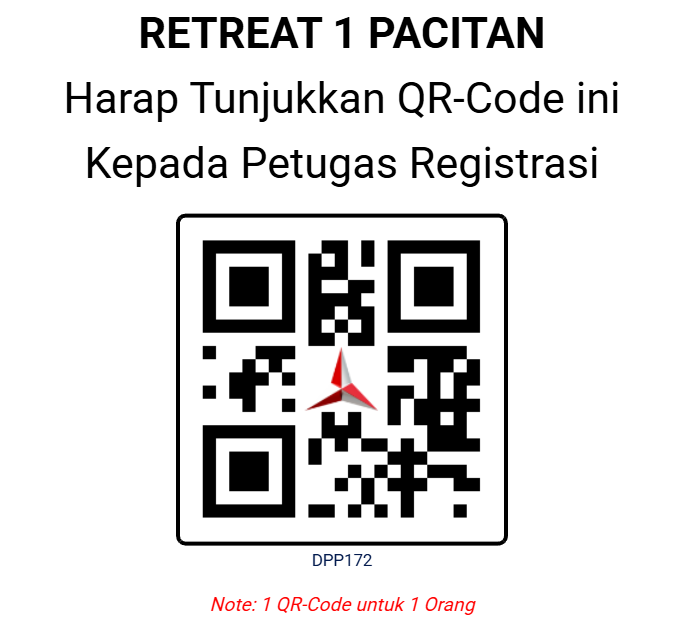 RETREAT 1 PACITAN
Harap Tunjukkan QR-Code ini
Kepada Petugas Registrasi
DPP172
Note: 1 QR-Code untuk 1 Orang